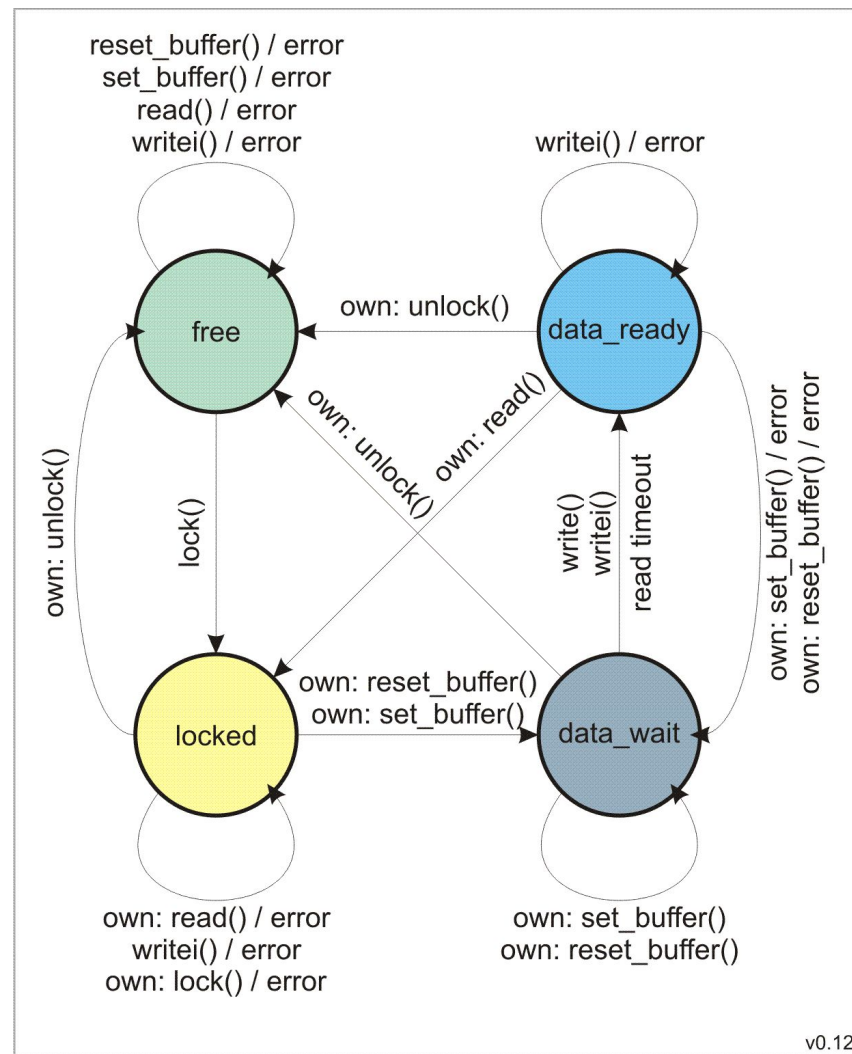 reset_buffer() / error
set_buffer() / error
read() / error
writei() / error
writei() / error
free
own: unlock()
data_ready
own: unlock()
lock()
own: unlock()
own: read()
write()
writei()
read timeout
own: set_buffer() / error
own: reset_buffer() / error
locked
own: reset_buffer()
own: set_buffer()
data_wait
own: read() / error
writei() / error
own: lock() / error
own: set_buffer()
own: reset_buffer()
v0.12